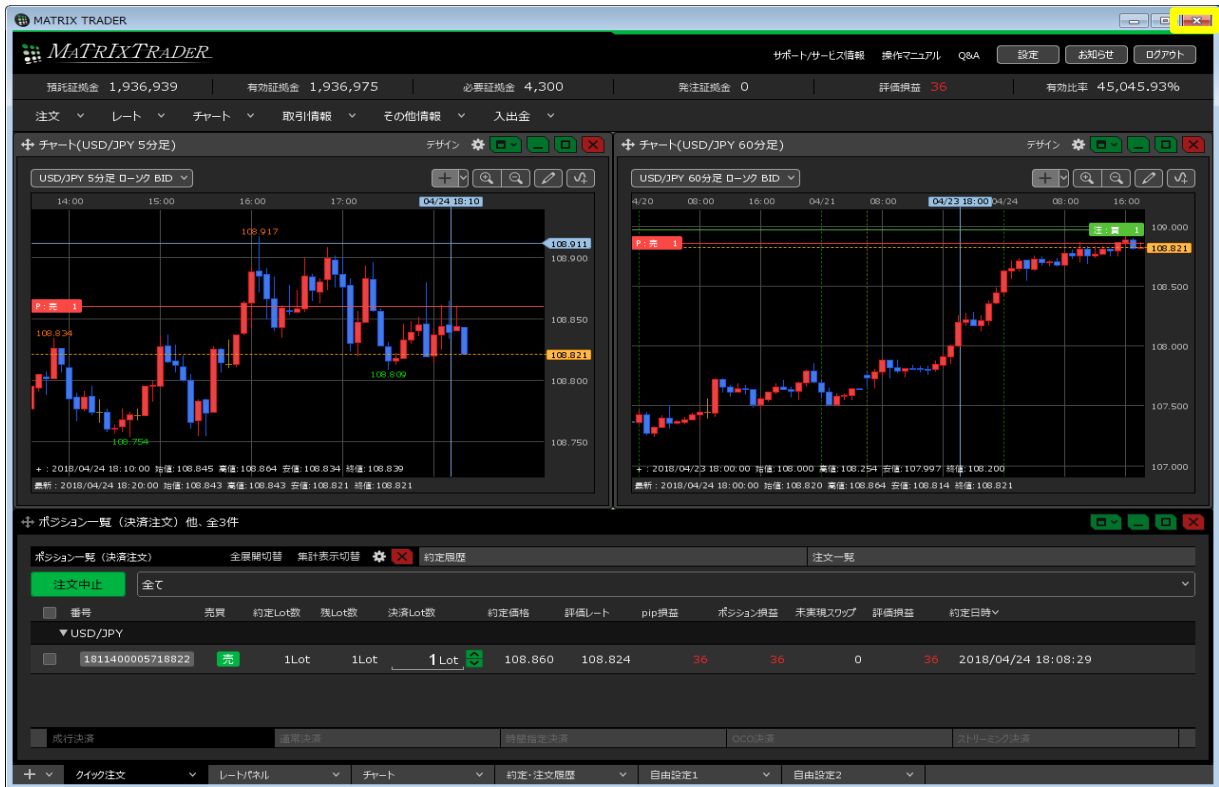 MATRIX TRADER
MATRIXTRADER サポート/サービス情報 操作マニュアル Q&A 設定 お知らせ ログアウト
預託証拠金 1,936,939 有効証拠金 1,936,975 必要証拠金 4,300 発注証拠金 0 評価損益 36 有効比率 45,045.93%
注文 レート チャート 取引情報 その他情報 入出金
チャート(USD/JPY 5分足) デザイン
USD/JPY 5分足 ローソク BID
14:00 15:00 16:00 17:00 04/24 18:10
108.917
108.911
108.900
P：売 1
108.850
108.834
108.821
108.809
108.800
108.754
108.750
+ : 2018/04/24 18:10:00 始値:108.845 高値:108.864 安値:108.834 終値:108.839
最新 : 2018/04/24 18:20:00 始値:108.843 高値:108.843 安値:108.821 終値:108.821
チャート(USD/JPY 60分足) デザイン
USD/JPY 60分足 ローソク BID
4/20 08:00 16:00 04/21 08:00 04/23 18:00 04/24 08:00 16:00
注：買 1
109.000
P：売 1
108.821
108.500
108.000
107.500
107.000
+ : 2018/04/23 18:00:00 始値:108.000 高値:108.254 安値:107.997 終値:108.200
最新 : 2018/04/24 18:00:00 始値:108.820 高値:108.864 安値:108.814 終値:108.821
ポジション一覧（決済注文）他、全3件
ポジション一覧（決済注文） 全展開切替 集計表示切替 約定履歴 注文一覧
注文中止 全て
番号 売買 約定Lot数 残Lot数 決済Lot数 約定価格 評価レート pip損益 ポジション損益 未実現スワップ 評価損益 約定日時
▼USD/JPY
1811400005718822 売 1Lot 1Lot 1 Lot 108.860 108.824 36 36 0 36 2018/04/24 18:08:29
成行決済 通常決済 時間指定決済 OCO決済 ストリーミング決済
クイック注文 レートパネル チャート 約定・注文履歴 自由設定1 自由設定2